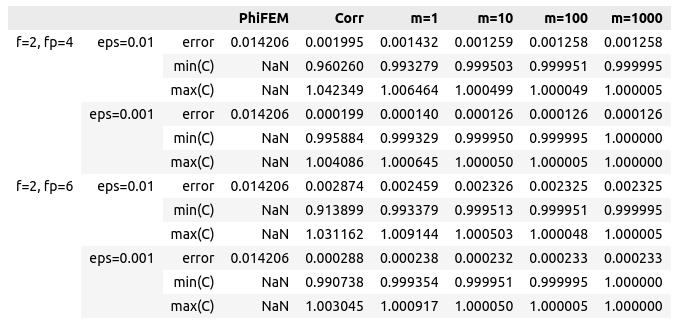 PhiFEM Corr m=1 m=10 m=100 m=1000
f=2, fp=4 eps=0.01 error 0.014206 0.001995 0.001432 0.001259 0.001258 0.001258
min(C) NaN 0.960260 0.993279 0.999503 0.999951 0.999995
max(C) NaN 1.042349 1.006464 1.000499 1.000049 1.000005
eps=0.001 error 0.014206 0.000199 0.000140 0.000126 0.000126 0.000126
min(C) NaN 0.995884 0.999329 0.999950 0.999995 1.000000
max(C) NaN 1.004086 1.000645 1.000050 1.000005 1.000000
f=2, fp=6 eps=0.01 error 0.014206 0.002874 0.002459 0.002326 0.002325 0.002325
min(C) NaN 0.913899 0.993379 0.999513 0.999951 0.999995
max(C) NaN 1.031162 1.009144 1.000503 1.000048 1.000005
eps=0.001 error 0.014206 0.000288 0.000238 0.000232 0.000233 0.000233
min(C) NaN 0.990738 0.999354 0.999951 0.999995 1.000000
max(C) NaN 1.003045 1.000917 1.000050 1.000005 1.000000